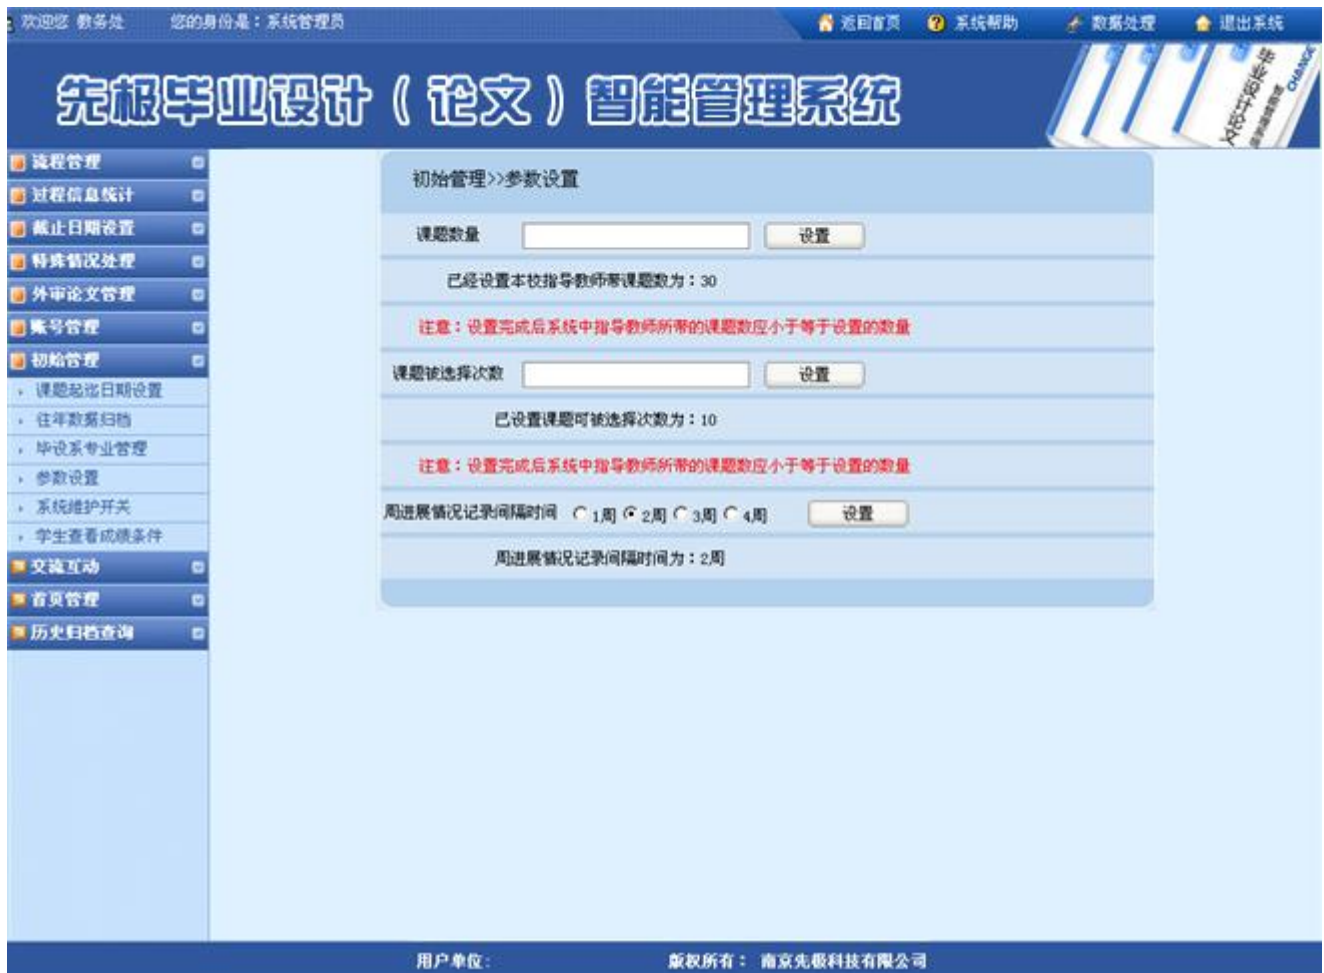 欢迎您 教务处 您的身份是：系统管理员 返回首页 系统帮助 数据处理 退出系统
先极毕业设计（论文）智能管理系统
毕业设计论文
智能管理系统
CHANGE
流程管理
过程信息统计
截止日期设置
特殊情况处理
外审论文管理
账号管理
初始管理
课题起讫日期设置
往年数据归档
毕设系专业管理
参数设置
系统维护开关
学生查看成绩条件
交流互动
首页管理
历史归档查询
初始管理>>参数设置
课题数量 设置
已经设置本校指导教师带课题数为：30
注意：设置完成后系统中指导教师所带的课题数应小于等于设置的数量
课题被选择次数 设置
已设置课题可被选择次数为：10
注意：设置完成后系统中指导教师所带的课题数应小于等于设置的数量
周进展情况记录间隔时间 1周 2周 3周 4周 设置
周进展情况记录间隔时间为：2周
用户单位： 版权所有： 南京先极科技有限公司